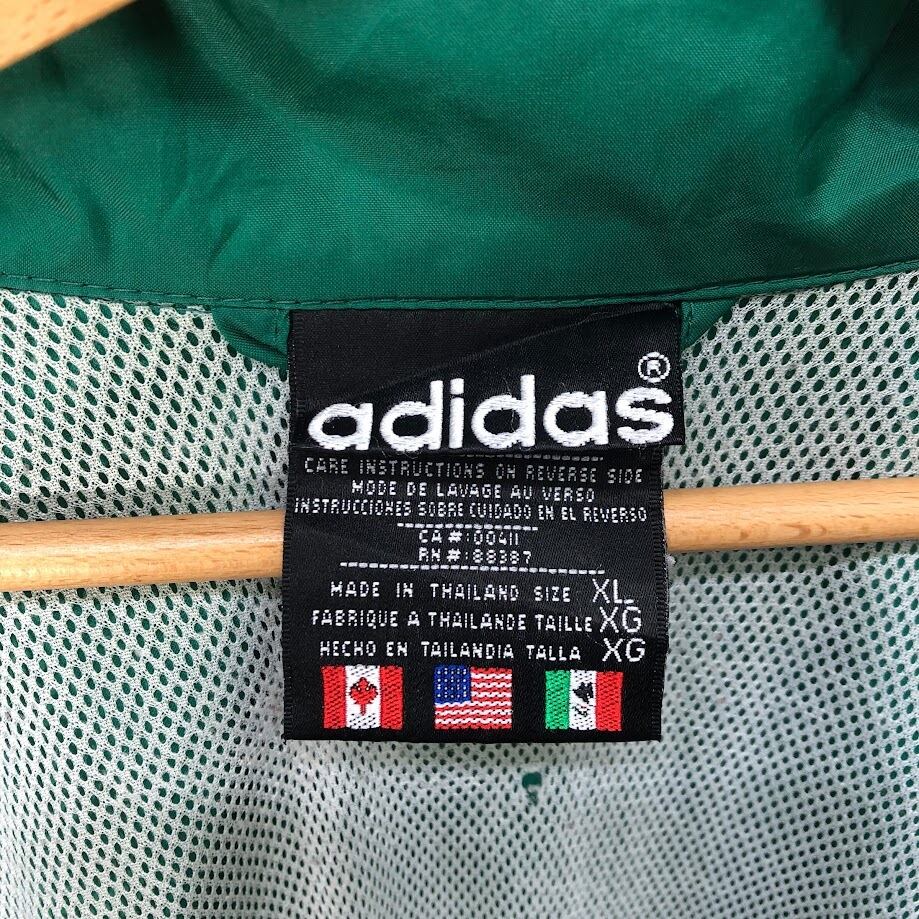 adidas®
CARE INSTRUCTIONS ON REVERSE SIDE
MODE DE LAVAGE AU VERSO
INSTRUCCIONES SOBRE CUIDADO EN EL REVERSO
CA#:00411
RN#:88387
MADE IN THAILAND SIZE XL
FABRIQUE A THAILANDE TAILLE XG
HECHO EN TAILANDIA TALLA XG